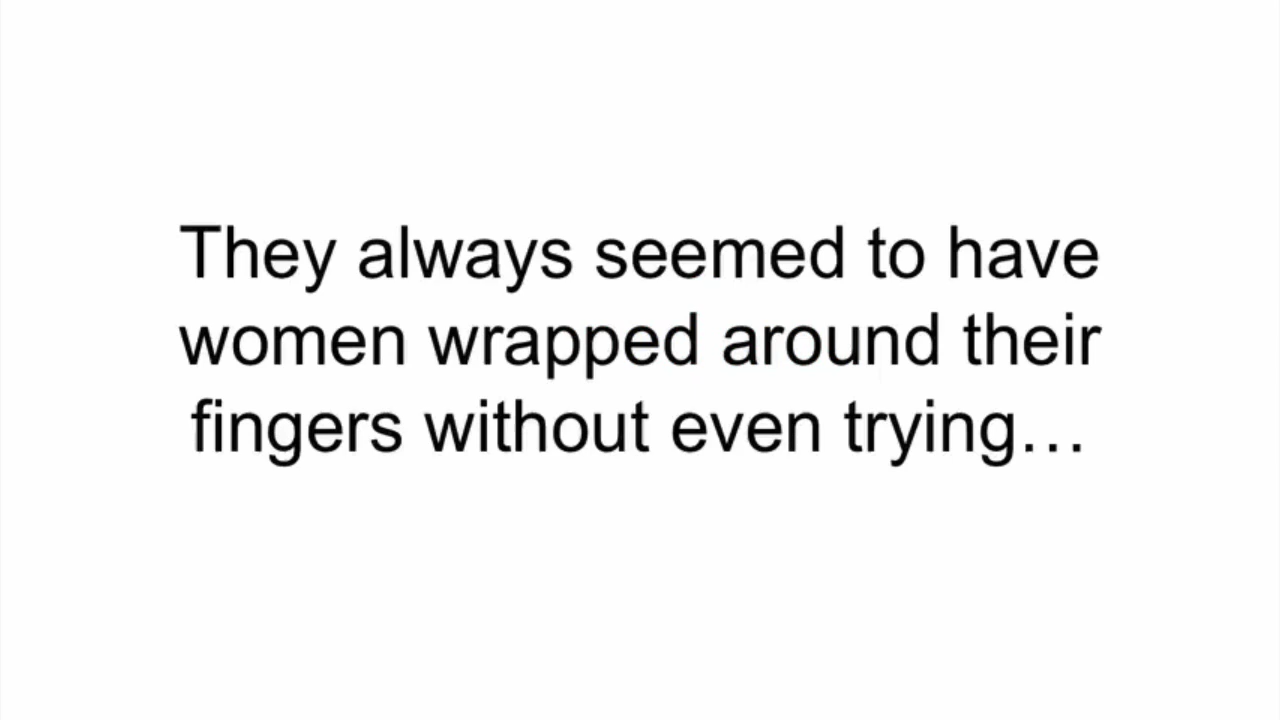 They always seemed to have
women wrapped around their
fingers without even trying…